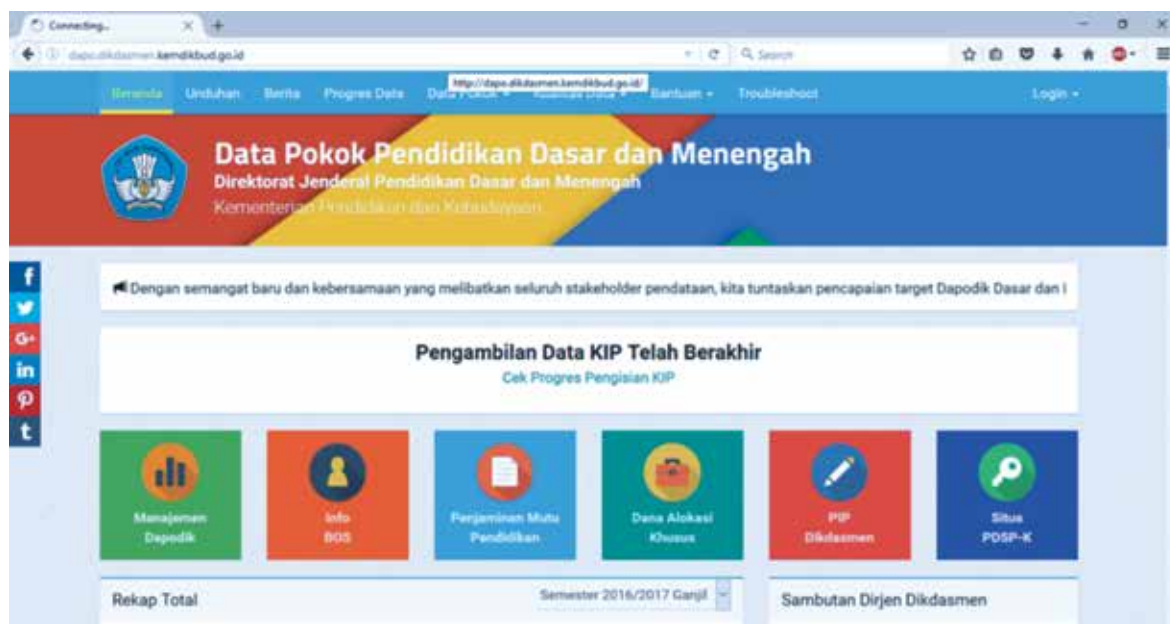 Connecting...
dapo.dikdasmen.kemdikbud.go.id
Search
http://dapo.dikdasmen.kemdikbud.go.id/
Beranda Unduhan Berita Progres Data Data Pokok Kualitas Data Bantuan Troubleshoot Login
Data Pokok Pendidikan Dasar dan Menengah
Direktorat Jenderal Pendidikan Dasar dan Menengah
Kementerian Pendidikan dan Kebudayaan
Dengan semangat baru dan kebersamaan yang melibatkan seluruh stakeholder pendataan, kita tuntaskan pencapaian target Dapodik Dasar dan
Pengambilan Data KIP Telah Berakhir
Cek Progres Pengisian KIP
Manajemen Dapodik
Info BOS
Penjaminan Mutu Pendidikan
Dana Alokasi Khusus
PIP Dikdasmen
Situs PDSP-K
Rekap Total
Semester 2016/2017 Ganjil
Sambutan Dirjen Dikdasmen